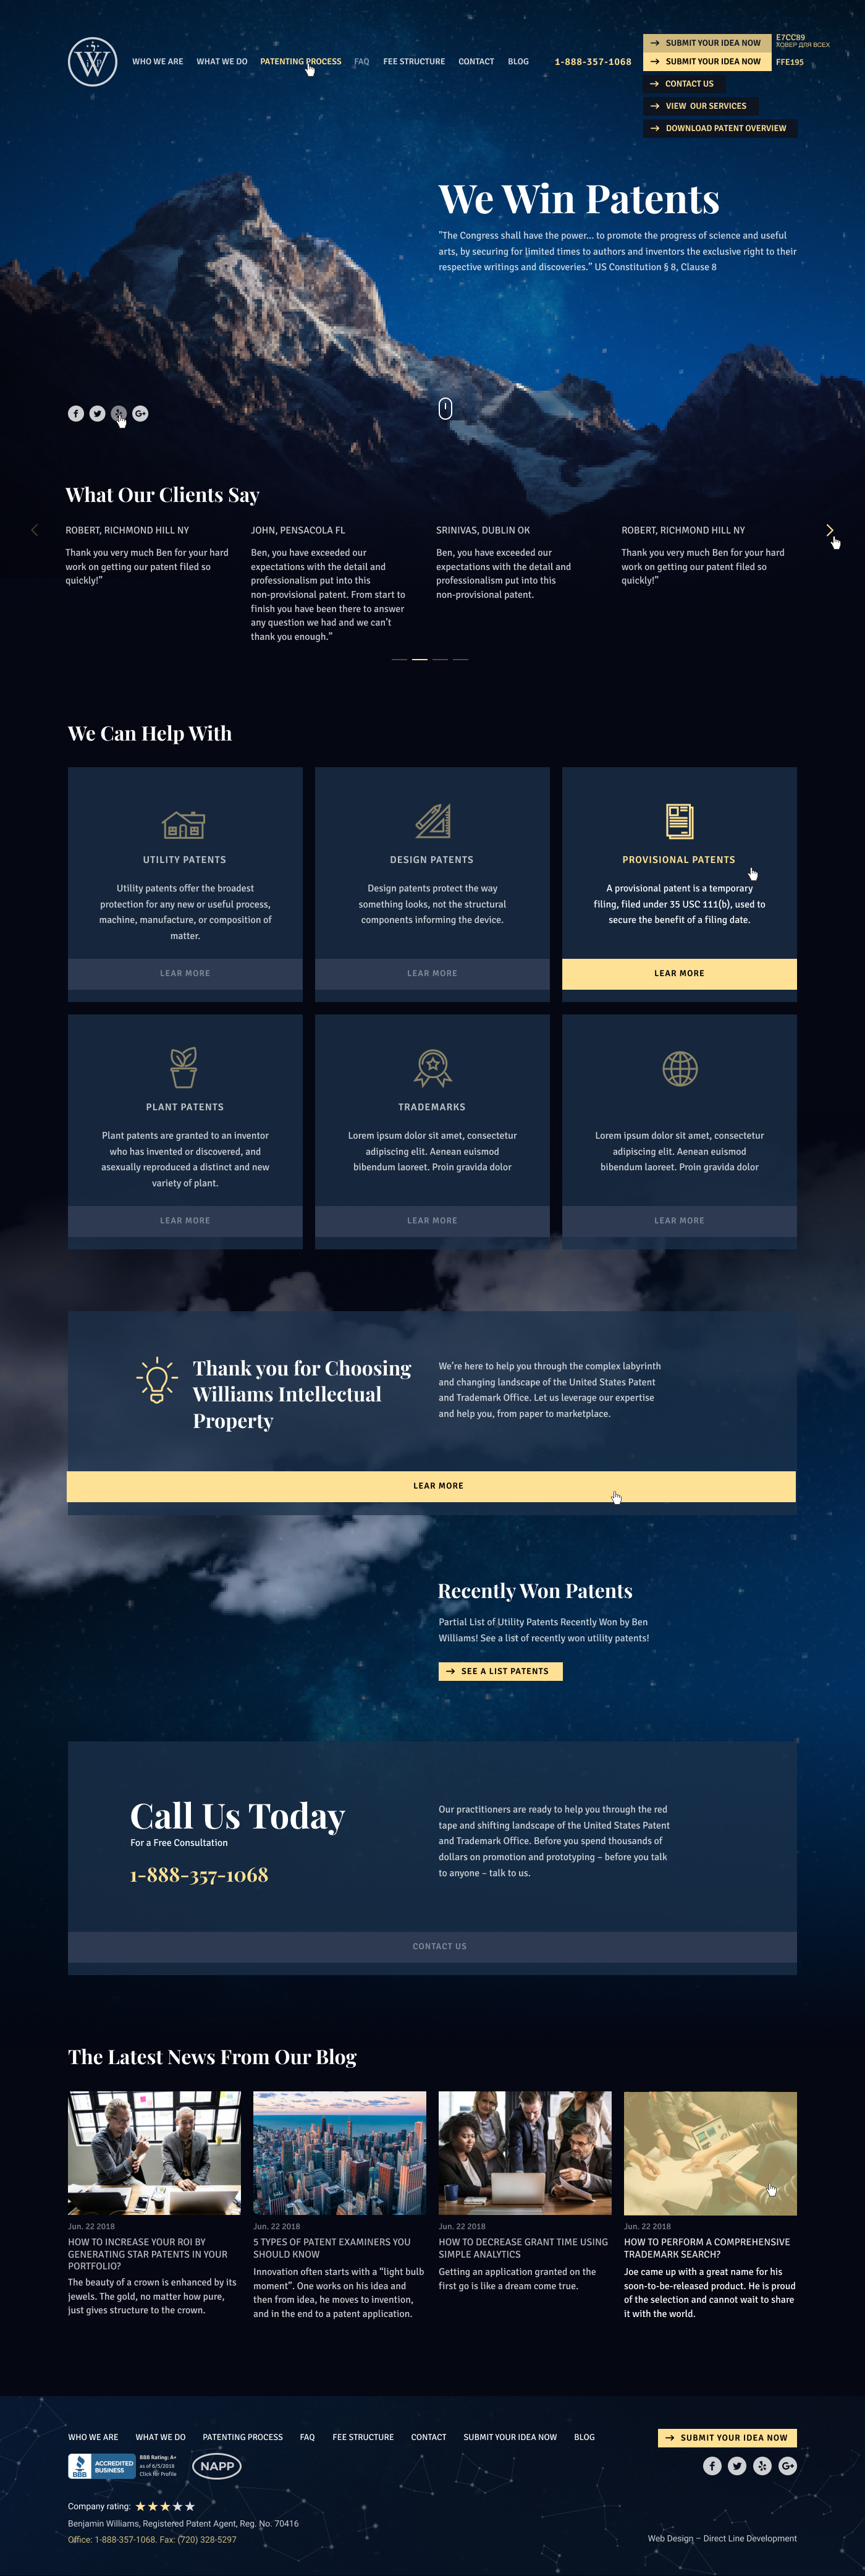 WHO WE ARE WHAT WE DO PATENTING PROCESS FAQ FEE STRUCTURE CONTACT BLOG 1-888-357-1068
SUBMIT YOUR IDEA NOW
E7CC89
ХОВЕР ДЛЯ ВСЕХ
SUBMIT YOUR IDEA NOW
FFE195
CONTACT US
VIEW OUR SERVICES
DOWNLOAD PATENT OVERVIEW
We Win Patents
"The Congress shall have the power... to promote the progress of science and useful
arts, by securing for limited times to authors and inventors the exclusive right to their
respective writings and discoveries.” US Constitution § 8, Clause 8
What Our Clients Say
ROBERT, RICHMOND HILL NY
Thank you very much Ben for your hard
work on getting our patent filed so
quickly!”
JOHN, PENSACOLA FL
Ben, you have exceeded our
expectations with the detail and
professionalism put into this
non-provisional patent. From start to
finish you have been there to answer
any question we had and we can’t
thank you enough.”
SRINIVAS, DUBLIN OK
Ben, you have exceeded our
expectations with the detail and
professionalism put into this
non-provisional patent.
ROBERT, RICHMOND HILL NY
Thank you very much Ben for your hard
work on getting our patent filed so
quickly!”
We Can Help With
UTILITY PATENTS
Utility patents offer the broadest
protection for any new or useful process,
machine, manufacture, or composition of
matter.
LEAR MORE
DESIGN PATENTS
Design patents protect the way
something looks, not the structural
components informing the device.
LEAR MORE
PROVISIONAL PATENTS
A provisional patent is a temporary
filing, filed under 35 USC 111(b), used to
secure the benefit of a filing date.
LEAR MORE
PLANT PATENTS
Plant patents are granted to an inventor
who has invented or discovered, and
asexually reproduced a distinct and new
variety of plant.
LEAR MORE
TRADEMARKS
Lorem ipsum dolor sit amet, consectetur
adipiscing elit. Aenean euismod
bibendum laoreet. Proin gravida dolor
LEAR MORE
Lorem ipsum dolor sit amet, consectetur
adipiscing elit. Aenean euismod
bibendum laoreet. Proin gravida dolor
LEAR MORE
Thank you for Choosing
Williams Intellectual
Property
We’re here to help you through the complex labyrinth
and changing landscape of the United States Patent
and Trademark Office. Let us leverage our expertise
and help you, from paper to marketplace.
LEAR MORE
Recently Won Patents
Partial List of Utility Patents Recently Won by Ben
Williams! See a list of recently won utility patents!
SEE A LIST PATENTS
Call Us Today
For a Free Consultation
1-888-357-1068
Our practitioners are ready to help you through the red
tape and shifting landscape of the United States Patent
and Trademark Office. Before you spend thousands of
dollars on promotion and prototyping – before you talk
to anyone – talk to us.
CONTACT US
The Latest News From Our Blog
Jun. 22 2018
HOW TO INCREASE YOUR ROI BY
GENERATING STAR PATENTS IN YOUR
PORTFOLIO?
The beauty of a crown is enhanced by its
jewels. The gold, no matter how pure,
just gives structure to the crown.
Jun. 22 2018
5 TYPES OF PATENT EXAMINERS YOU
SHOULD KNOW
Innovation often starts with a “light bulb
moment”. One works on his idea and
then from idea, he moves to invention,
and in the end to a patent application.
Jun. 22 2018
HOW TO DECREASE GRANT TIME USING
SIMPLE ANALYTICS
Getting an application granted on the
first go is like a dream come true.
Jun. 22 2018
HOW TO PERFORM A COMPREHENSIVE
TRADEMARK SEARCH?
Joe came up with a great name for his
soon-to-be-released product. He is proud
of the selection and cannot wait to share
it with the world.
WHO WE ARE WHAT WE DO PATENTING PROCESS FAQ FEE STRUCTURE CONTACT SUBMIT YOUR IDEA NOW BLOG
SUBMIT YOUR IDEA NOW
BBB
ACCREDITED
BUSINESS
BBB Rating: A+
as of 6/5/2018
Click for Profile
NAPP
Company rating:
Benjamin Williams, Registered Patent Agent, Reg. No. 70416
Office: 1-888-357-1068. Fax: (720) 328-5297
Web Design – Direct Line Development